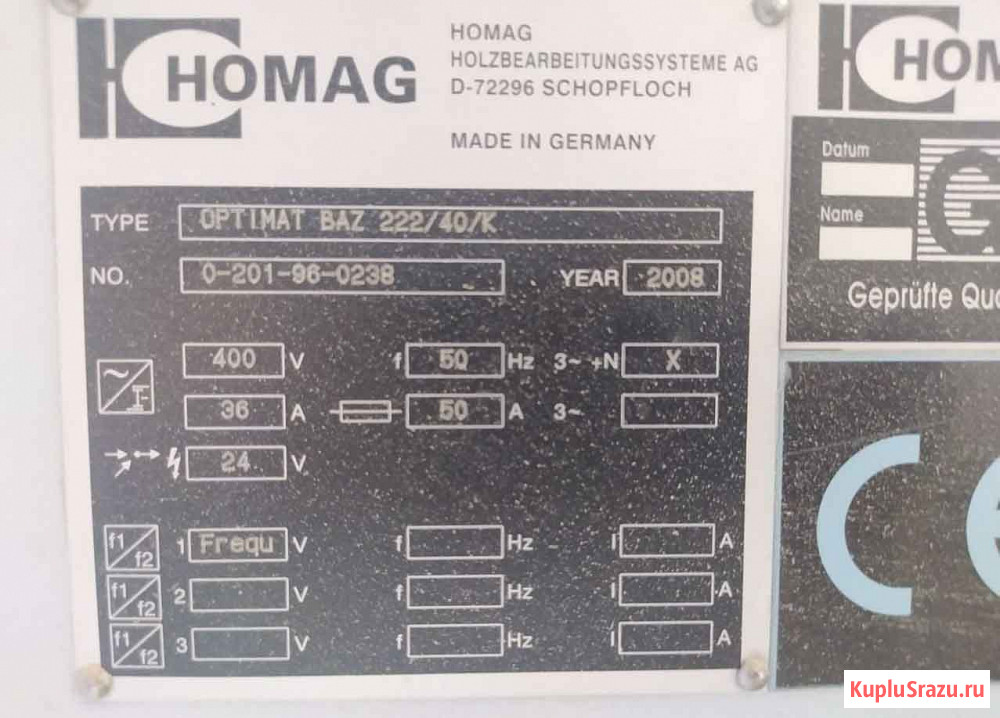 HOMAG
HOMAG
HOLZBEARBEITUNGSSYSTEME AG
D-72296 SCHOPFLOCH
MADE IN GERMANY
TYPE OPTIMAT BAZ 222/40/K
NO. 0-201-96-0238 YEAR 2008
400 V f 50 Hz 3~ +N X
36 A 50 A 3~
24 V
f1/f2 1 Frequ V f Hz I A
f1/f2 2 V f Hz I A
f1/f2 3 V f Hz I A
HOM
Datum
Name
Geprüfte Qua
CE
KupluSrazu.ru